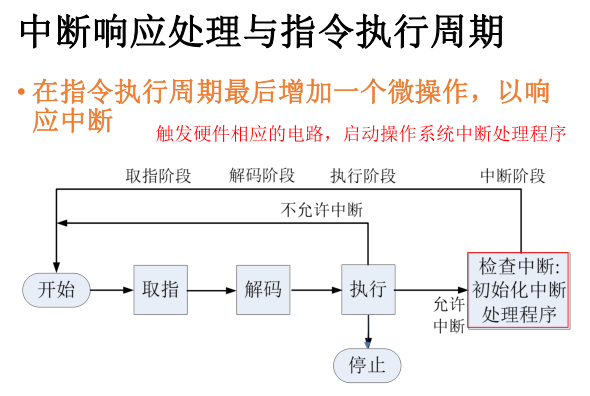 中断响应处理与指令执行周期
• 在指令执行周期最后增加一个微操作，以响
应中断
触发硬件相应的电路，启动操作系统中断处理程序
取指阶段
解码阶段
执行阶段
中断阶段
不允许中断
开始
取指
解码
执行
允许
中断
检查中断:
初始化中断
处理程序
停止